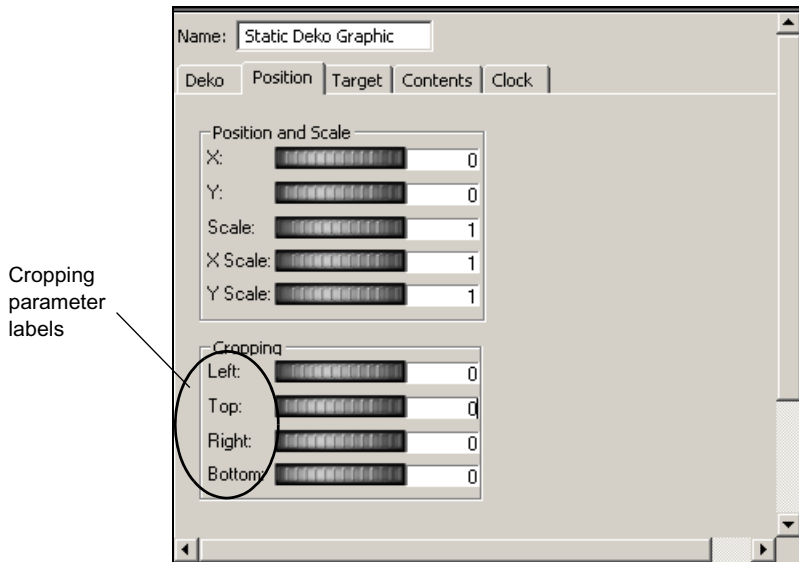 Name: Static Deko Graphic
Deko Position Target Contents Clock
Position and Scale
X: 0
Y: 0
Scale: 1
X Scale: 1
Y Scale: 1
Cropping
parameter
labels
Cropping
Left: 0
Top: 0
Right: 0
Bottom: 0